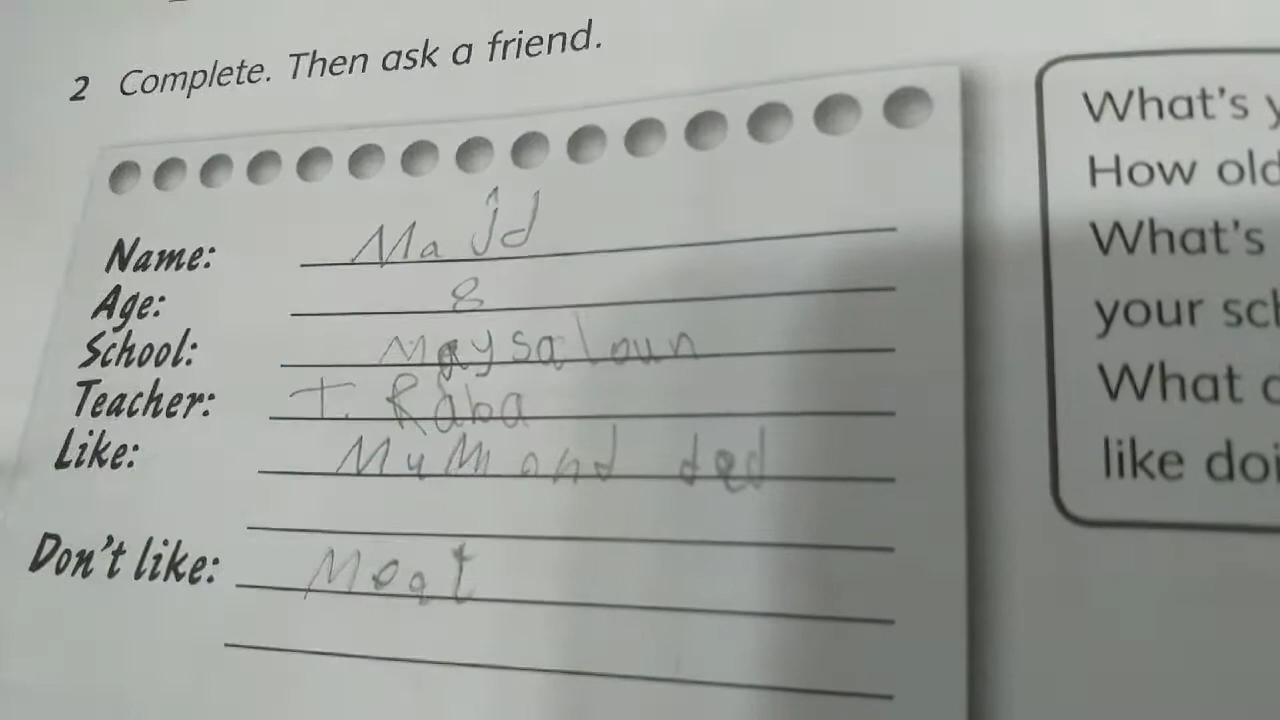 2 Complete. Then ask a friend.
Name: Majd
Age: 8
School: Maysaloun
Teacher: T. Raba
Like: MuM and ded
Don't like: Meat
What's y
How old
What's
your scl
What c
like doi